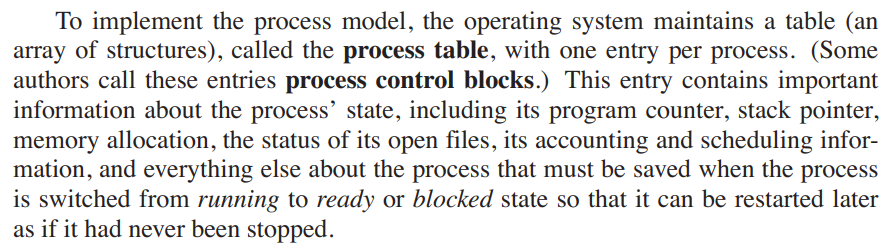 To implement the process model, the operating system maintains a table (an
array of structures), called the process table, with one entry per process. (Some
authors call these entries process control blocks.) This entry contains important
information about the process’ state, including its program counter, stack pointer,
memory allocation, the status of its open files, its accounting and scheduling infor-
mation, and everything else about the process that must be saved when the process
is switched from running to ready or blocked state so that it can be restarted later
as if it had never been stopped.